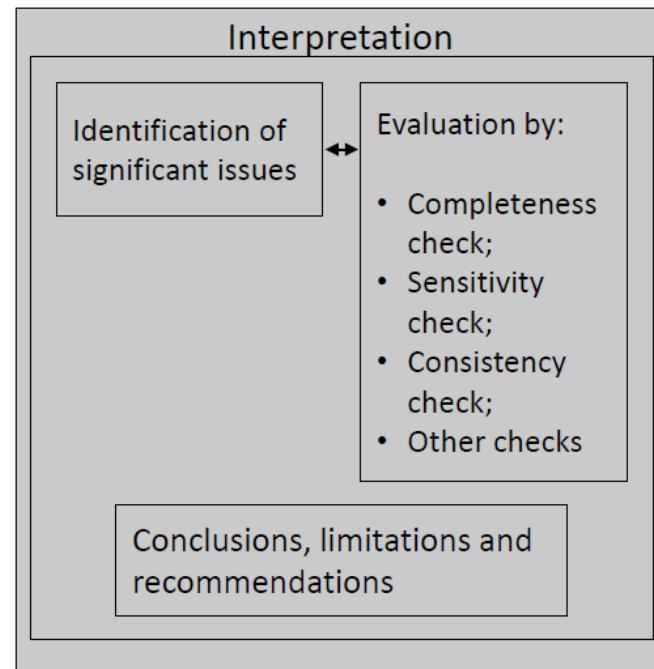 Interpretation
Identification of
significant issues
Evaluation by:
• Completeness
check;
• Sensitivity
check;
• Consistency
check;
• Other checks
Conclusions, limitations and
recommendations